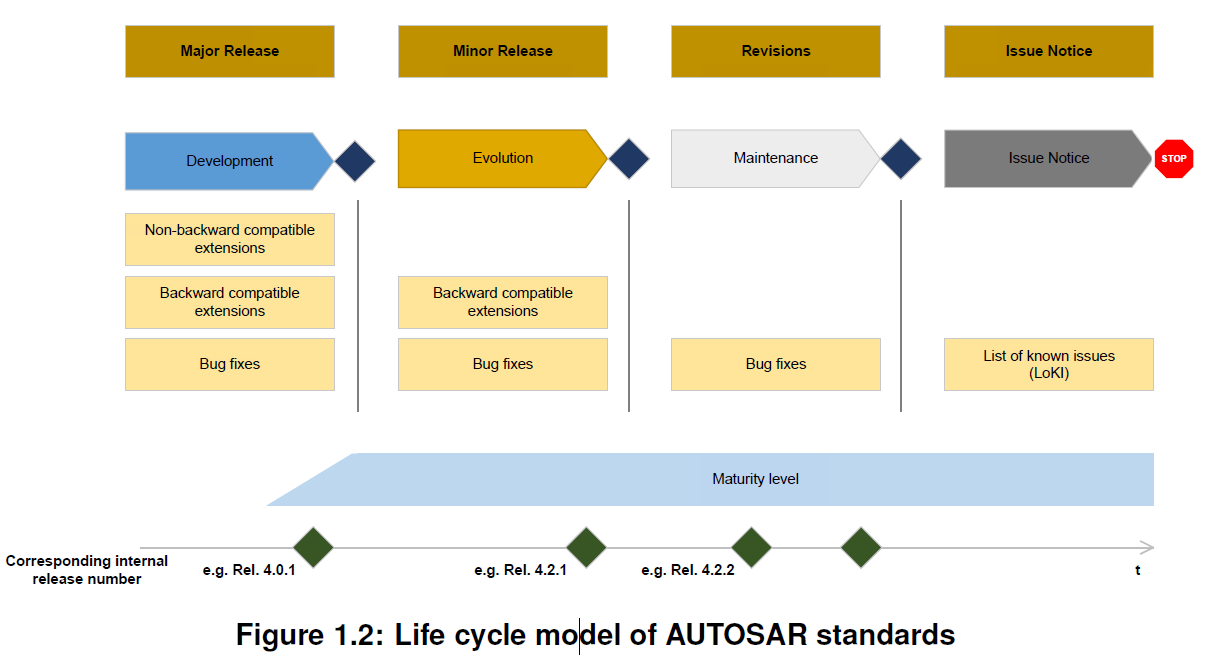 Major Release
Minor Release
Revisions
Issue Notice
Development
Evolution
Maintenance
Issue Notice
STOP
Non-backward compatible
extensions
Backward compatible
extensions
Backward compatible
extensions
Bug fixes
Bug fixes
Bug fixes
List of known issues
(LoKI)
Maturity level
Corresponding internal
release number
e.g. Rel. 4.0.1
e.g. Rel. 4.2.1
e.g. Rel. 4.2.2
t
Figure 1.2: Life cycle model of AUTOSAR standards